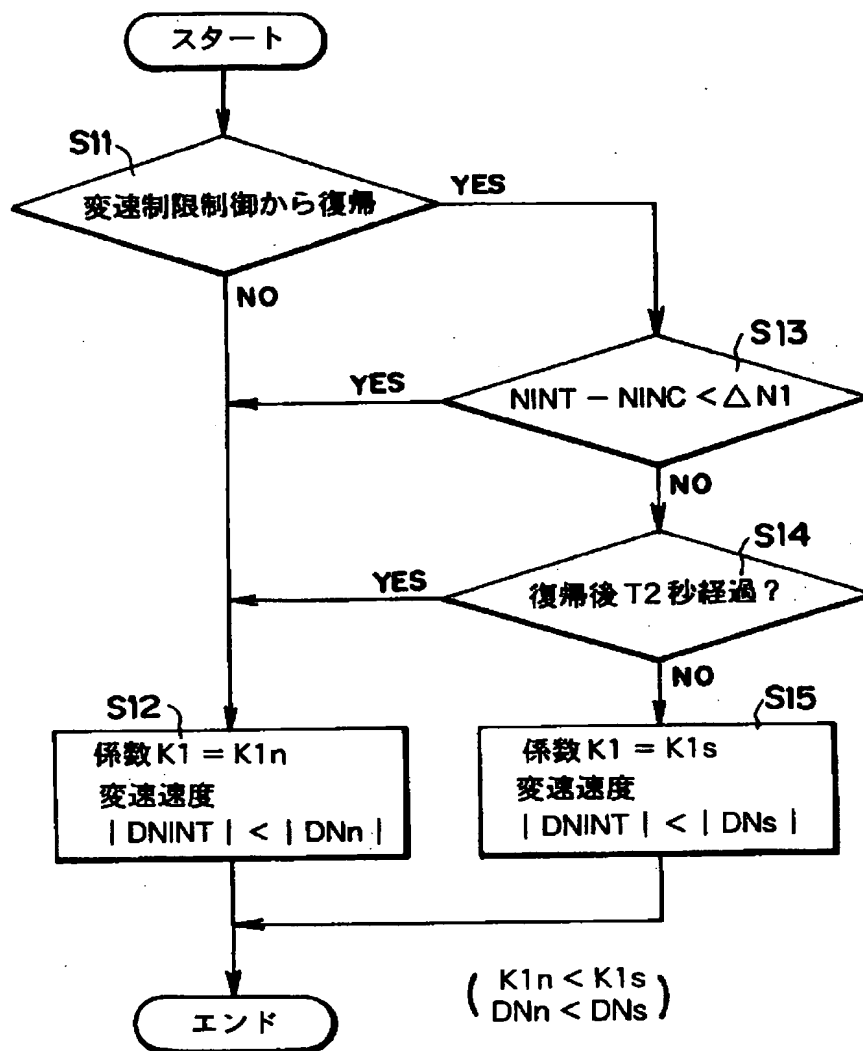 スタート
S11
変速制限制御から復帰
YES
NO
S13
NINT − NINC < △N1
YES
NO
S14
復帰後T2秒経過?
YES
NO
S12
係数K1 = K1n
変速速度
| DNINT | < | DNn |
S15
係数K1 = K1s
変速速度
| DNINT | < | DNs |
K1n < K1s
DNn < DNs
エンド